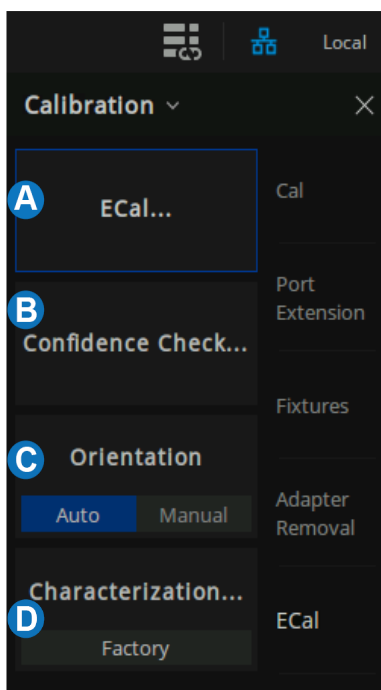 Local
Calibration
A
ECal...
Cal
B
Confidence Check...
Port
Extension
C
Orientation
Auto Manual
Fixtures
Adapter
Removal
D
Characterization...
Factory
ECal